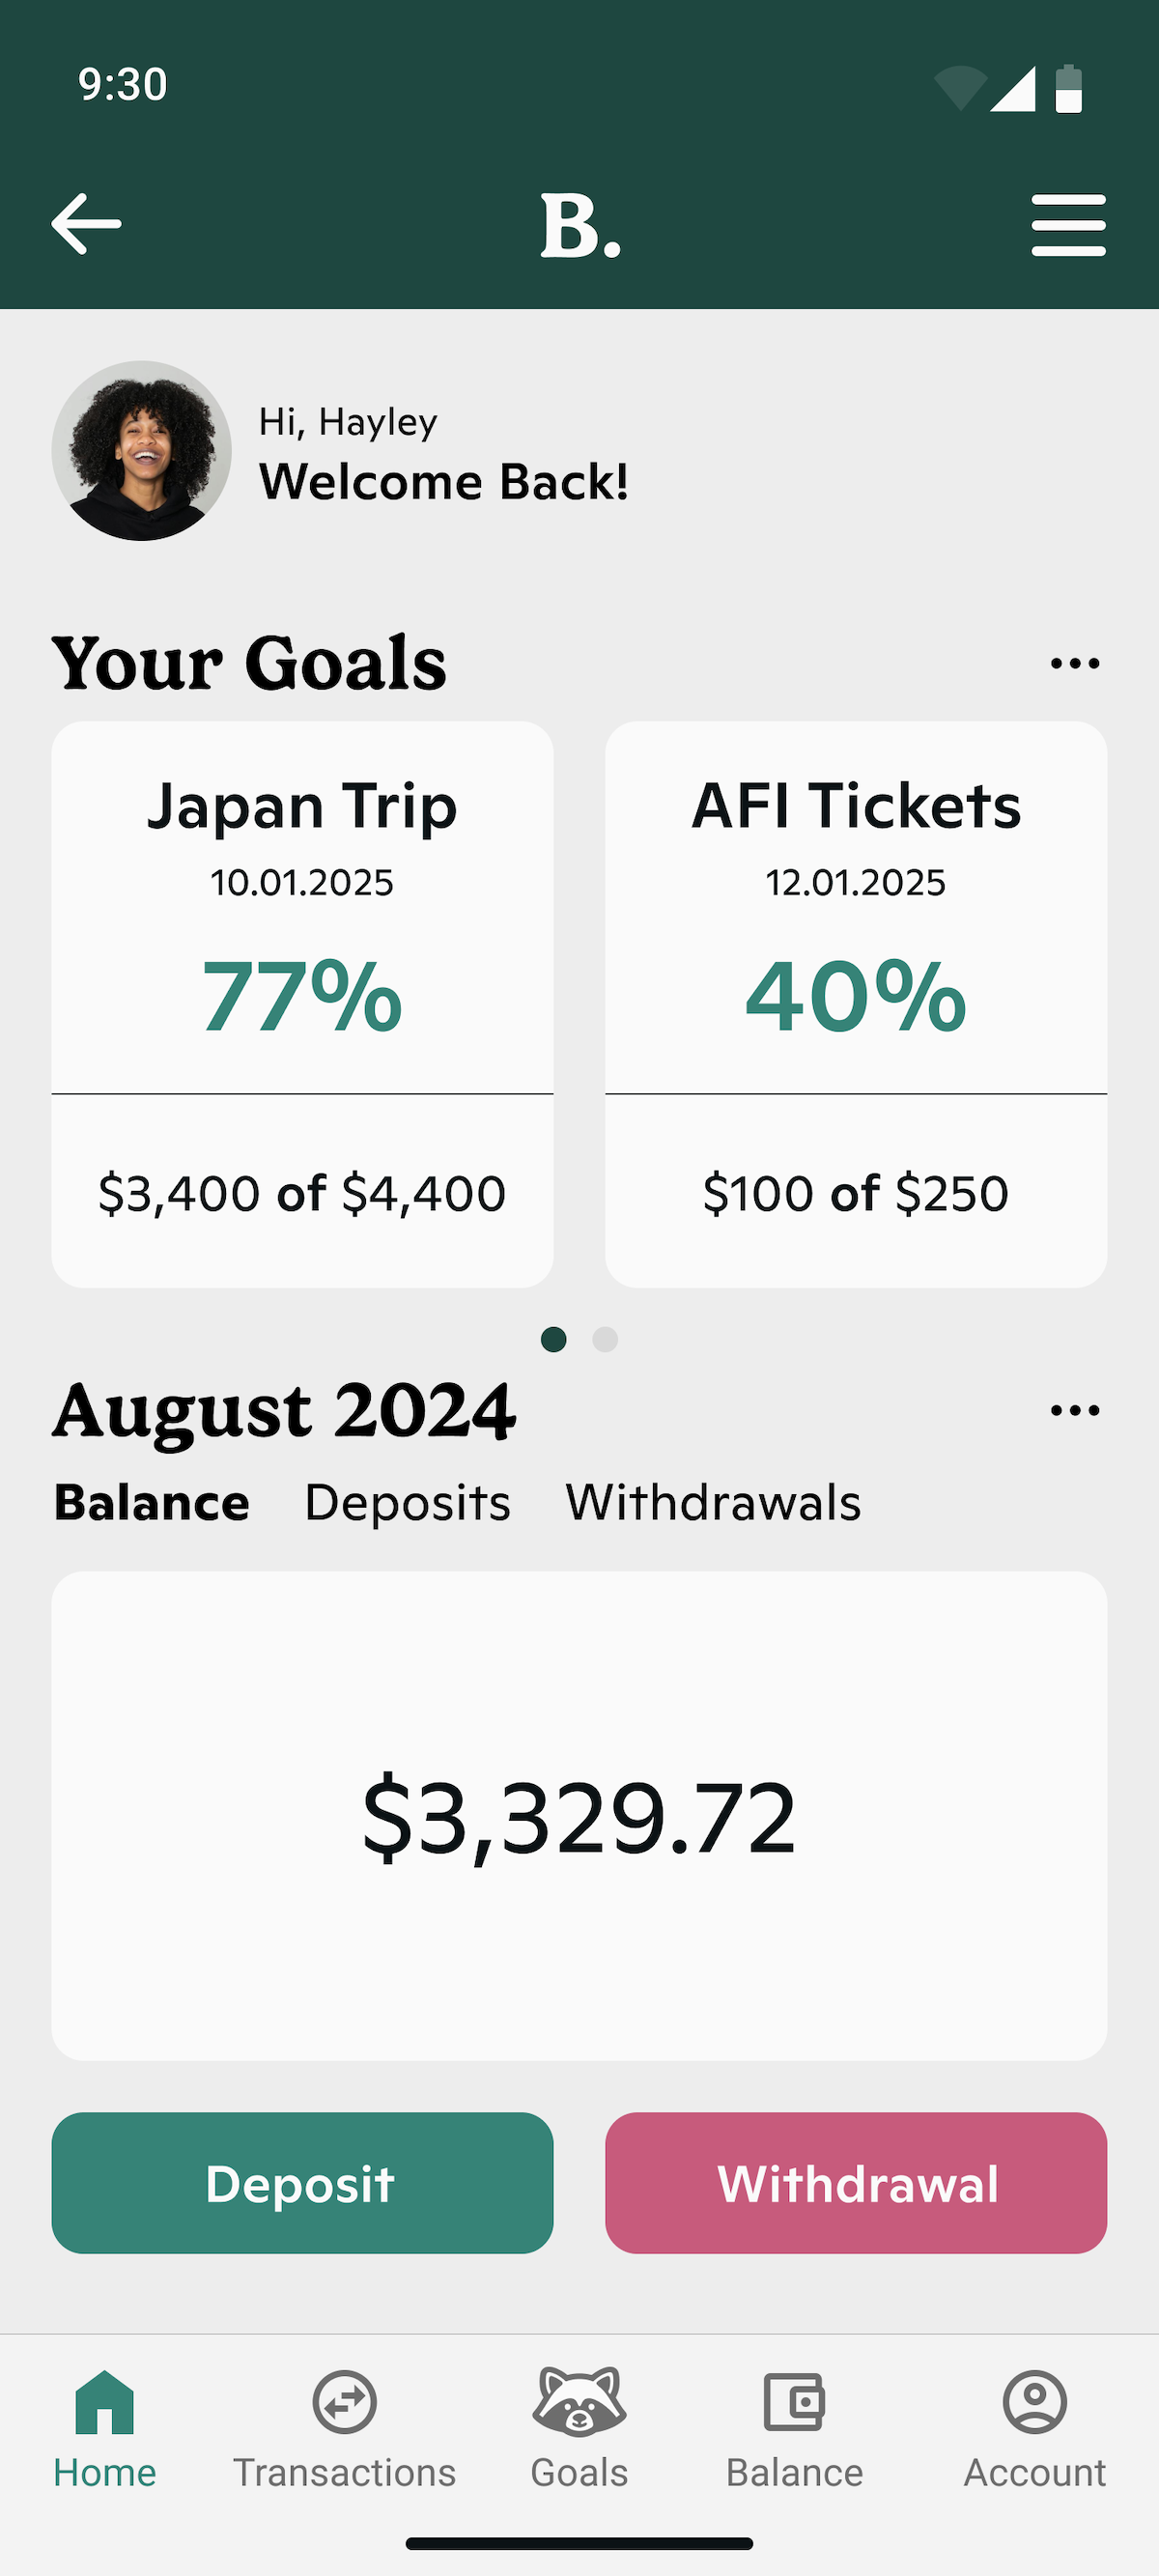 9:30
B.
Hi, Hayley
Welcome Back!
Your Goals
Japan Trip
10.01.2025
77%
$3,400 of $4,400
AFI Tickets
12.01.2025
40%
$100 of $250
August 2024
Balance Deposits Withdrawals
$3,329.72
Deposit Withdrawal
Home Transactions Goals Balance Account